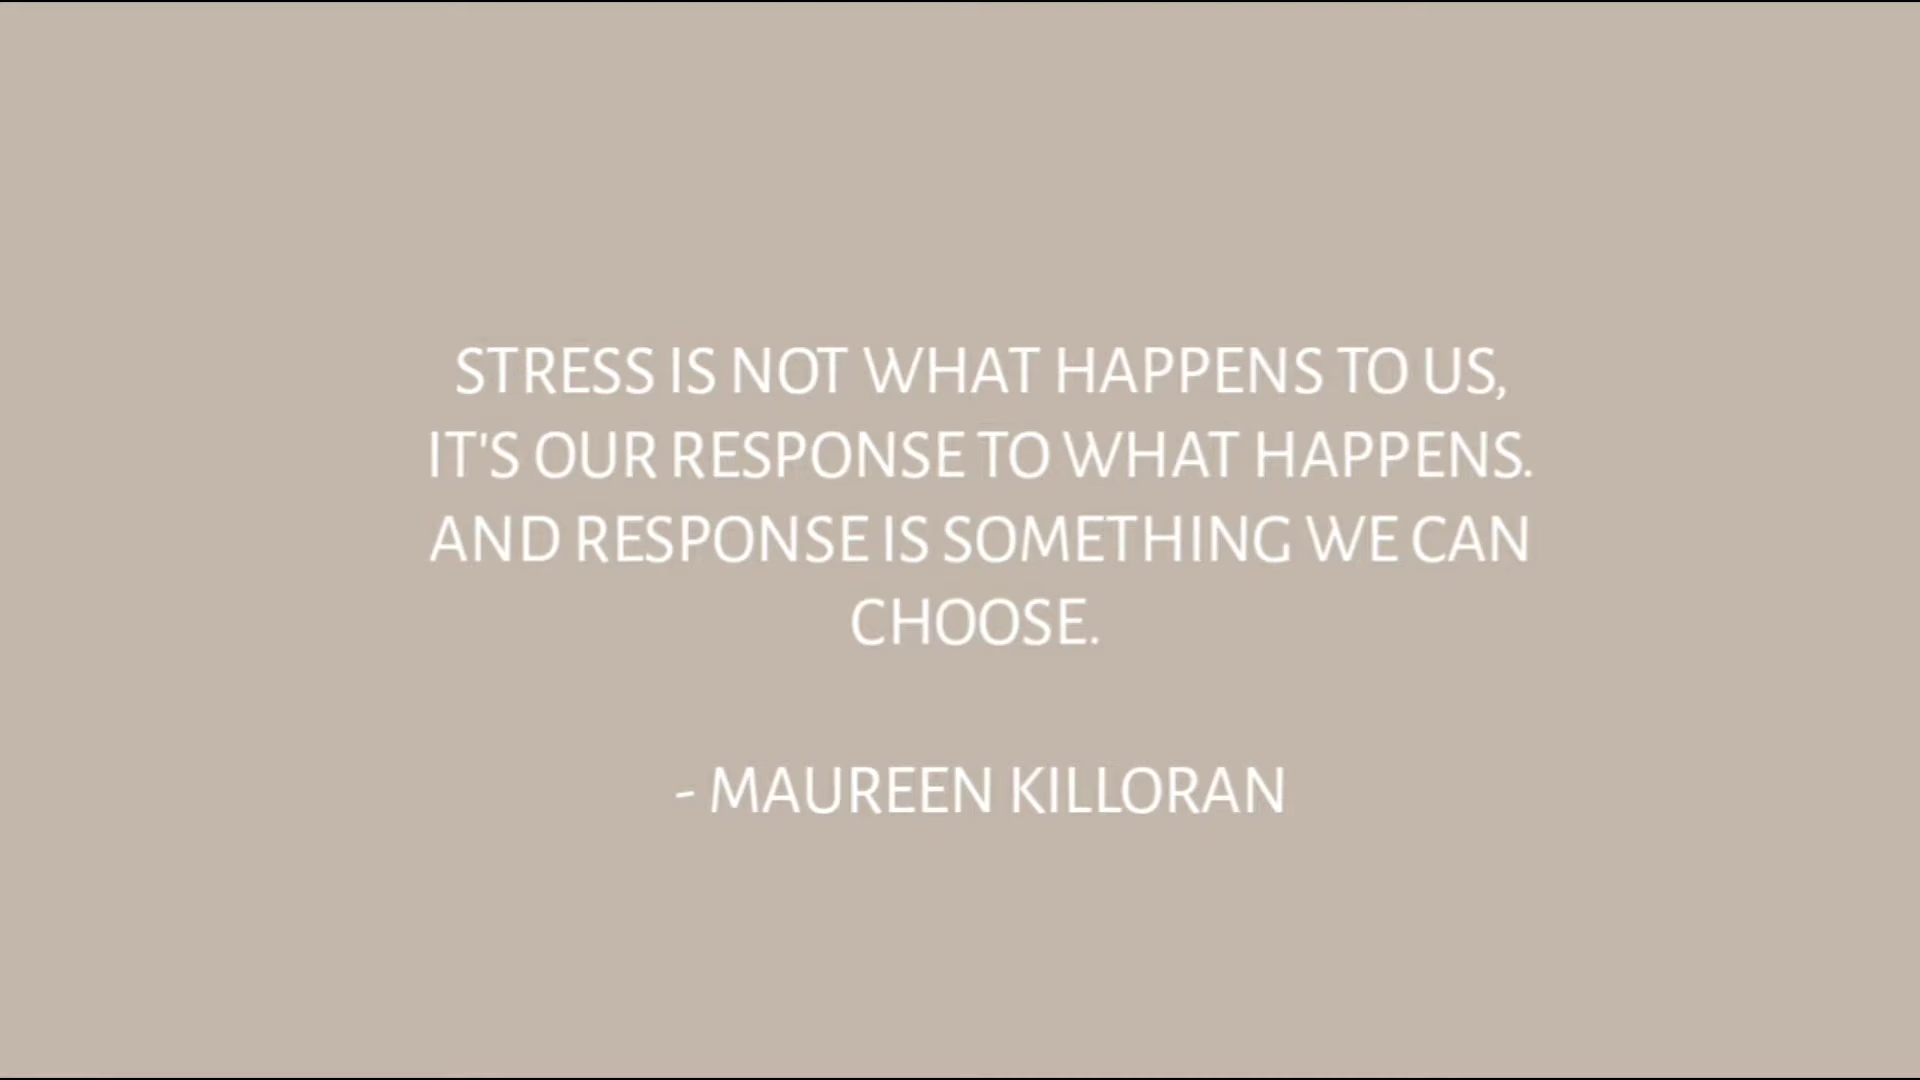 STRESS IS NOT WHAT HAPPENS TO US,
IT'S OUR RESPONSE TO WHAT HAPPENS.
AND RESPONSE IS SOMETHING WE CAN
CHOOSE.
- MAUREEN KILLORAN